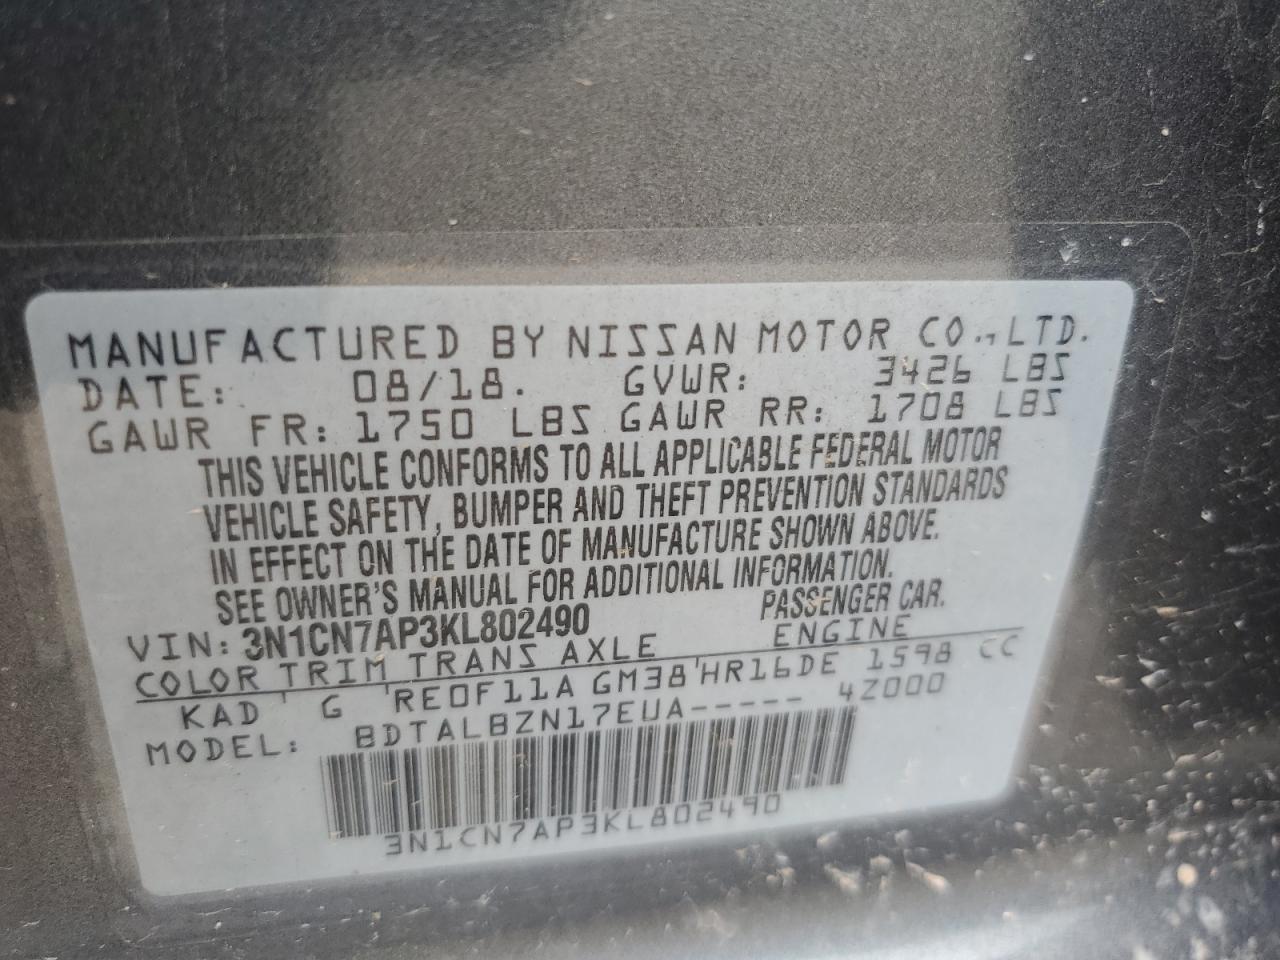 MANUFACTURED BY NISSAN MOTOR CO., LTD.
DATE: 08/18. GVWR: 3426 LBS
GAWR FR: 1750 LBS GAWR RR: 1708 LBS
THIS VEHICLE CONFORMS TO ALL APPLICABLE FEDERAL MOTOR
VEHICLE SAFETY, BUMPER AND THEFT PREVENTION STANDARDS
IN EFFECT ON THE DATE OF MANUFACTURE SHOWN ABOVE.
SEE OWNER'S MANUAL FOR ADDITIONAL INFORMATION.
VIN: 3N1CN7AP3KL802490 PASSENGER CAR.
COLOR TRIM TRANS AXLE ENGINE
KAD ' G 'RE0F11A GM38'HR16DE 1598 CC
MODEL: BDTALBZN17EUA----- 4Z000
3N1CN7AP3KL802490